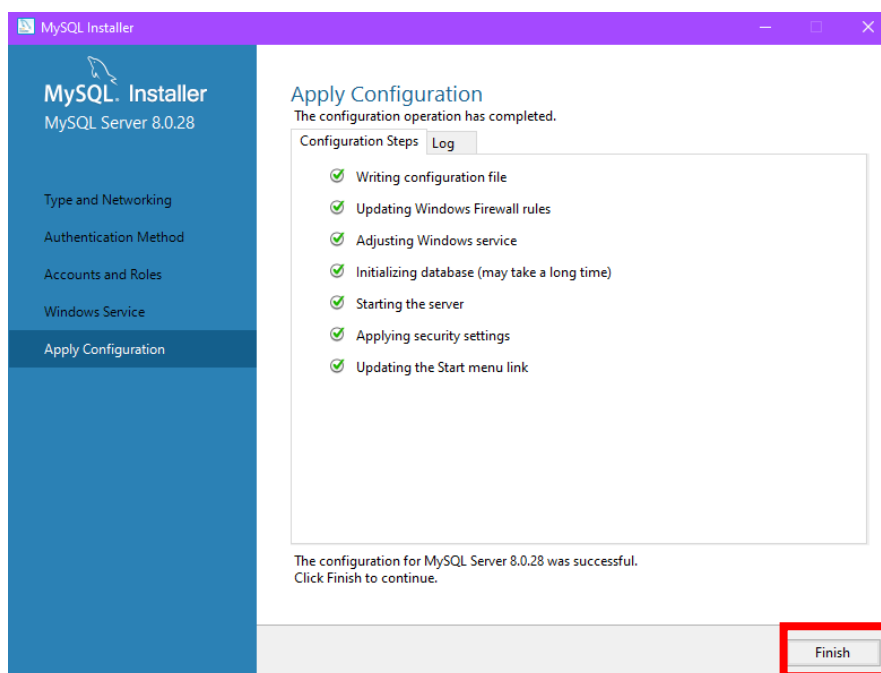 MySQL Installer
MySQL. Installer
MySQL Server 8.0.28
Type and Networking
Authentication Method
Accounts and Roles
Windows Service
Apply Configuration
Apply Configuration
The configuration operation has completed.
Configuration Steps Log
Writing configuration file
Updating Windows Firewall rules
Adjusting Windows service
Initializing database (may take a long time)
Starting the server
Applying security settings
Updating the Start menu link
The configuration for MySQL Server 8.0.28 was successful.
Click Finish to continue.
Finish